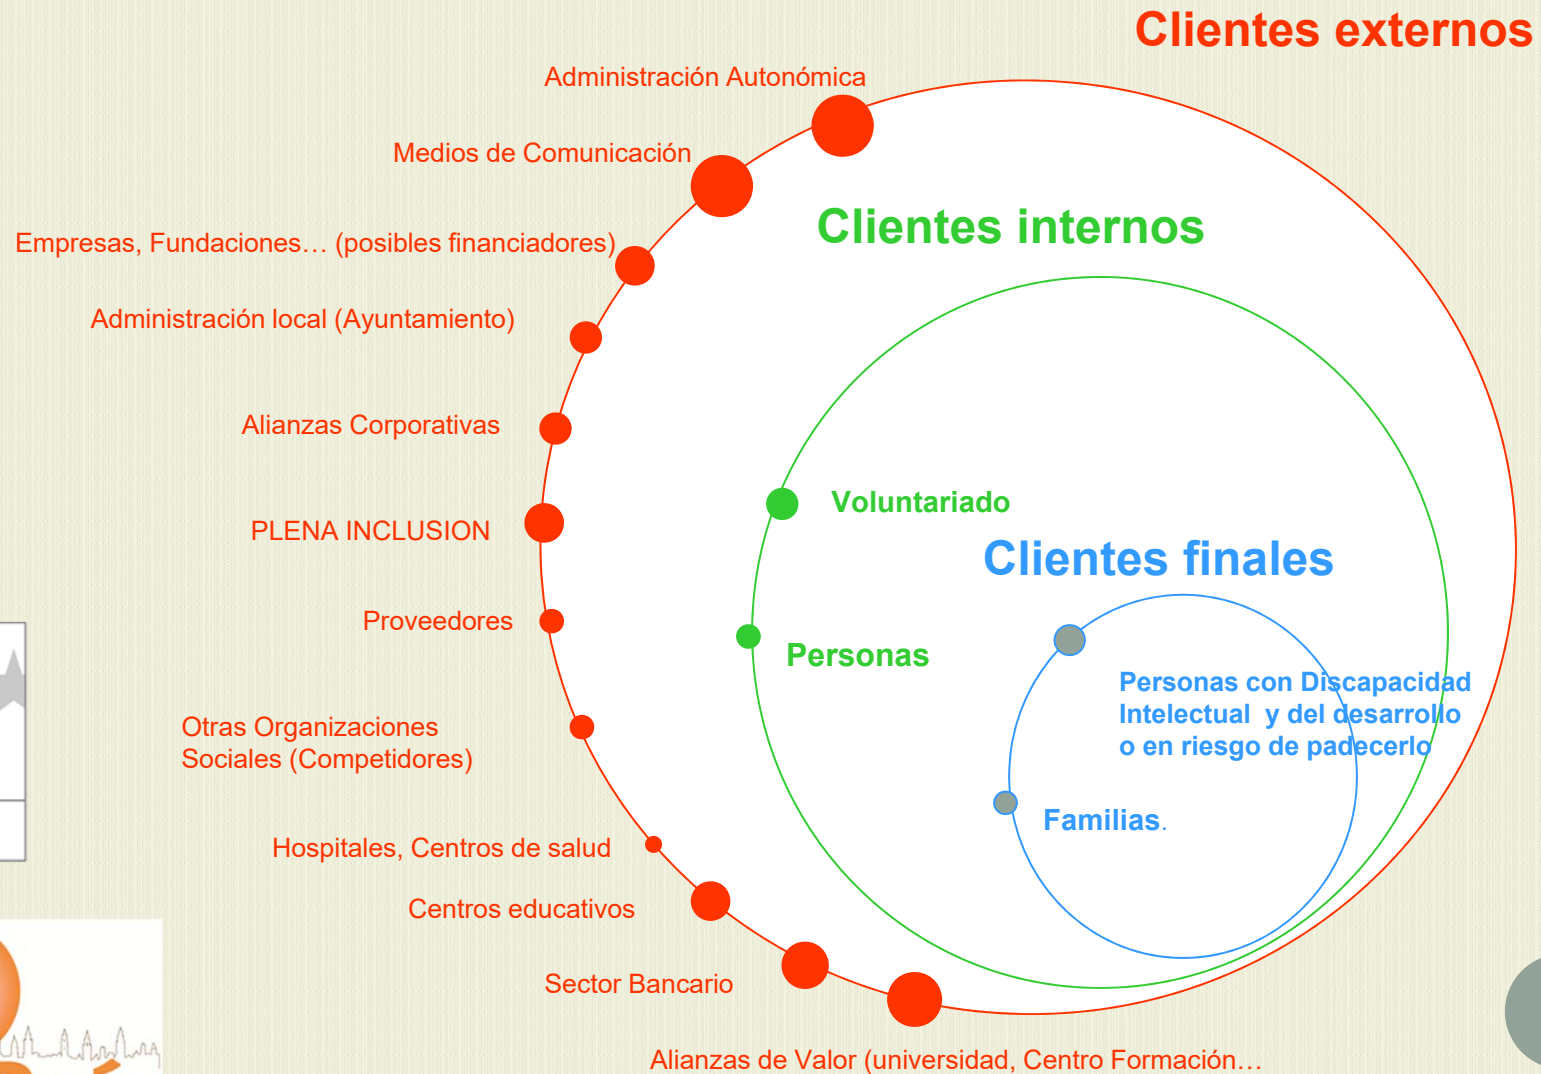 Clientes externos
Administración Autonómica
Medios de Comunicación
Clientes internos
Empresas, Fundaciones… (posibles financiadores)
Administración local (Ayuntamiento)
Alianzas Corporativas
Voluntariado
PLENA INCLUSION
Clientes finales
Proveedores
Personas
Personas con Discapacidad
Intelectual y del desarrollo
o en riesgo de padecerlo
Otras Organizaciones
Sociales (Competidores)
Familias.
Hospitales, Centros de salud
Centros educativos
Sector Bancario
Alianzas de Valor (universidad, Centro Formación…